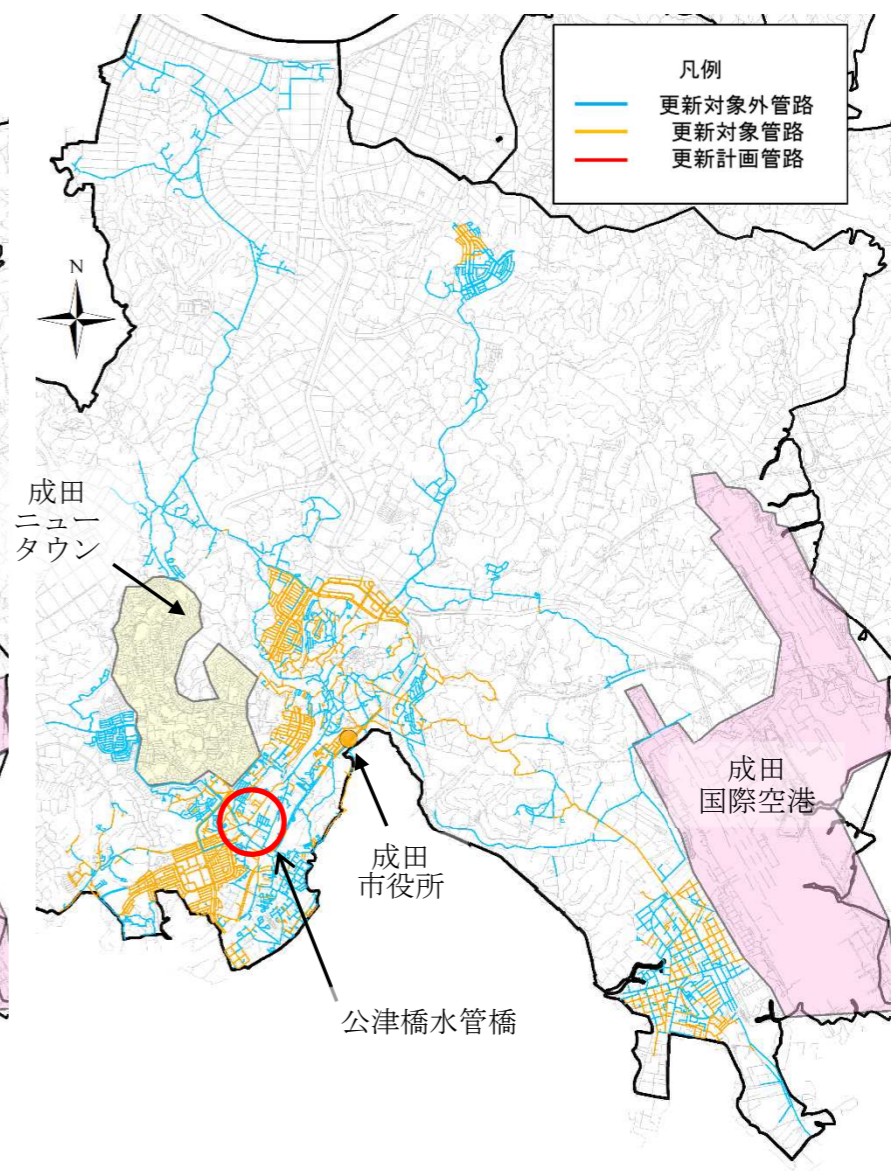 凡例
更新対象外管路
更新対象管路
更新計画管路
N
成田
ニュー
タウン
成田
国際空港
成田
市役所
公津橋水管橋